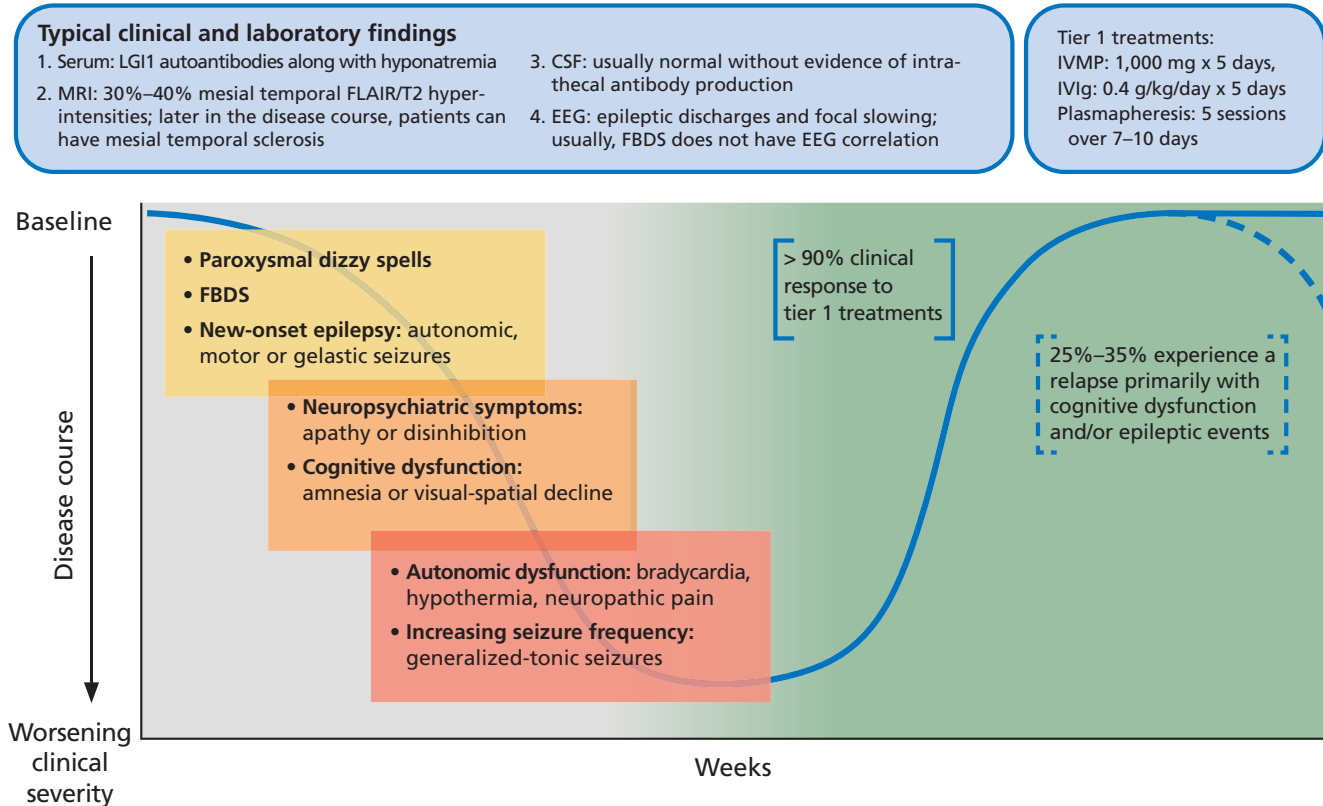 Typical clinical and laboratory findings
1. Serum: LGI1 autoantibodies along with hyponatremia
2. MRI: 30%–40% mesial temporal FLAIR/T2 hyper-
intensities; later in the disease course, patients can
have mesial temporal sclerosis
3. CSF: usually normal without evidence of intra-
thecal antibody production
4. EEG: epileptic discharges and focal slowing;
usually, FBDS does not have EEG correlation
Tier 1 treatments:
IVMP: 1,000 mg x 5 days,
IVIg: 0.4 g/kg/day x 5 days
Plasmapheresis: 5 sessions
over 7–10 days
Baseline
Disease course
Worsening
clinical
severity
• Paroxysmal dizzy spells
• FBDS
• New-onset epilepsy: autonomic,
motor or gelastic seizures
• Neuropsychiatric symptoms:
apathy or disinhibition
• Cognitive dysfunction:
amnesia or visual-spatial decline
• Autonomic dysfunction: bradycardia,
hypothermia, neuropathic pain
• Increasing seizure frequency:
generalized-tonic seizures
> 90% clinical
response to
tier 1 treatments
25%–35% experience a
relapse primarily with
cognitive dysfunction
and/or epileptic events
Weeks